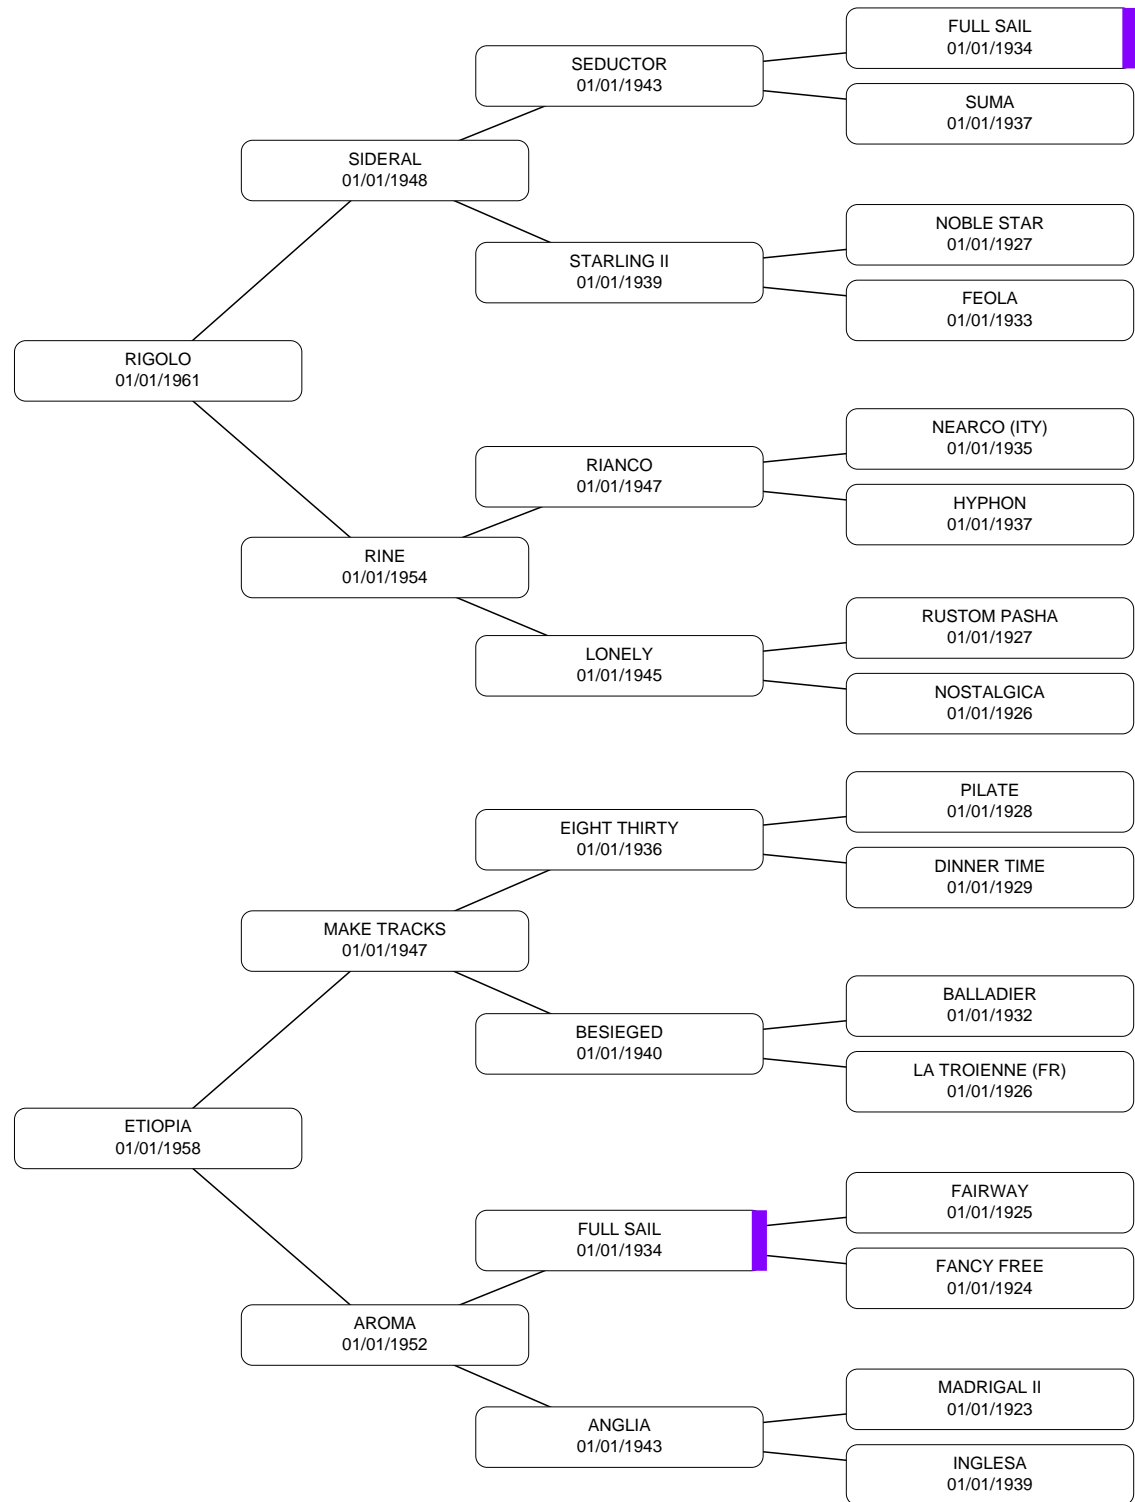 FULL SAIL
01/01/1934
SEDUCTOR
01/01/1943
SUMA
01/01/1937
SIDERAL
01/01/1948
NOBLE STAR
01/01/1927
STARLING II
01/01/1939
FEOLA
01/01/1933
RIGOLO
01/01/1961
NEARCO (ITY)
01/01/1935
RIANCO
01/01/1947
HYPHON
01/01/1937
RINE
01/01/1954
RUSTOM PASHA
01/01/1927
LONELY
01/01/1945
NOSTALGICA
01/01/1926
PILATE
01/01/1928
EIGHT THIRTY
01/01/1936
DINNER TIME
01/01/1929
MAKE TRACKS
01/01/1947
BALLADIER
01/01/1932
BESIEGED
01/01/1940
LA TROIENNE (FR)
01/01/1926
ETIOPIA
01/01/1958
FAIRWAY
01/01/1925
FULL SAIL
01/01/1934
FANCY FREE
01/01/1924
AROMA
01/01/1952
MADRIGAL II
01/01/1923
ANGLIA
01/01/1943
INGLESA
01/01/1939